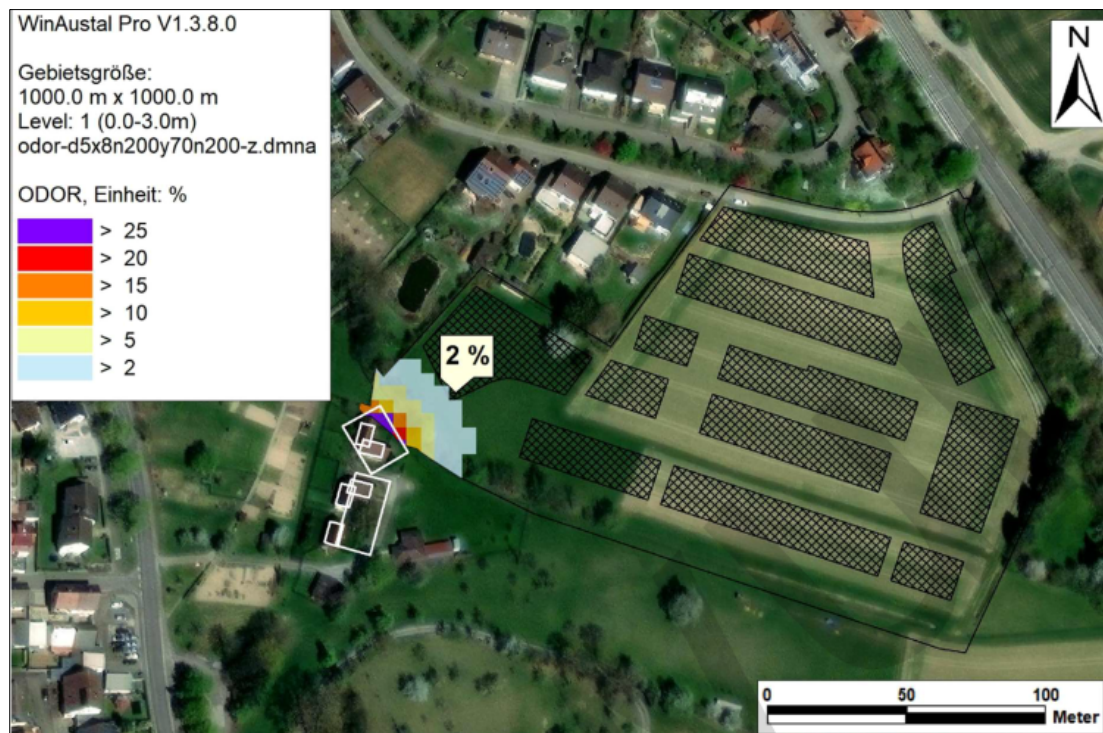 WinAustal Pro V1.3.8.0
Gebietsgröße:
1000.0 m x 1000.0 m
Level: 1 (0.0-3.0m)
odor-d5x8n200y70n200-z.dmna
ODOR, Einheit: %
> 25
> 20
> 15
> 10
> 5
> 2
N
2 %
0 50 100
Meter